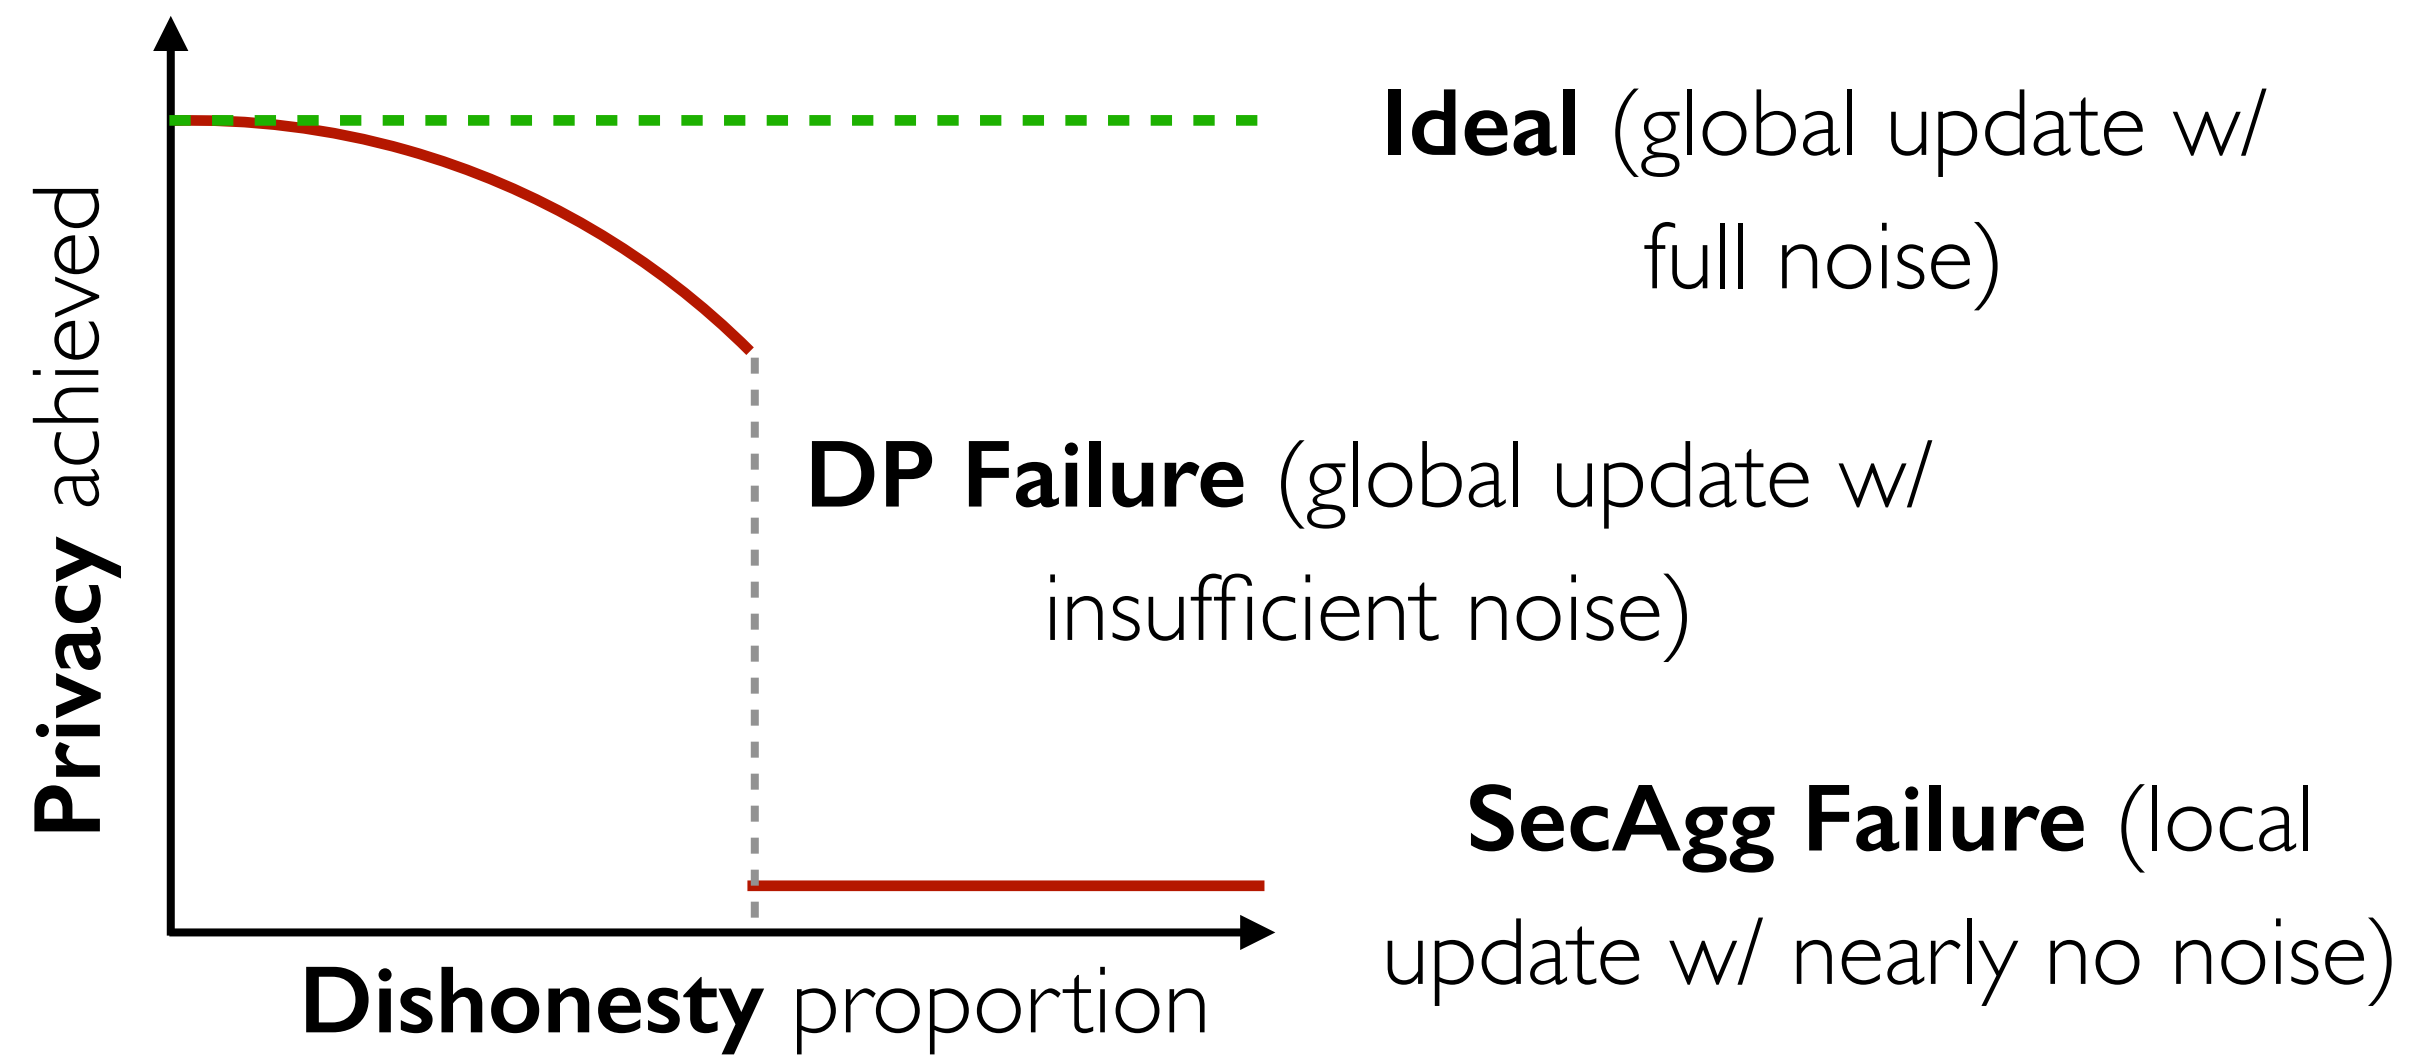 Privacy achieved
Ideal (global update w/
full noise)
DP Failure (global update w/
insufficient noise)
SecAgg Failure (local
update w/ nearly no noise)
Dishonesty proportion